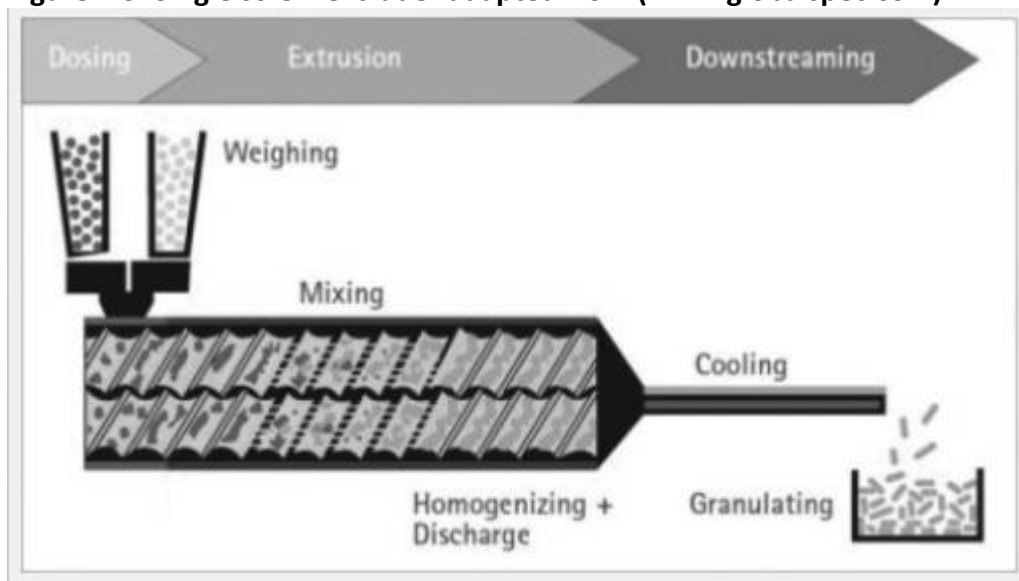 Dosing
Extrusion
Downstreaming
Weighing
Mixing
Cooling
Homogenizing +
Discharge
Granulating